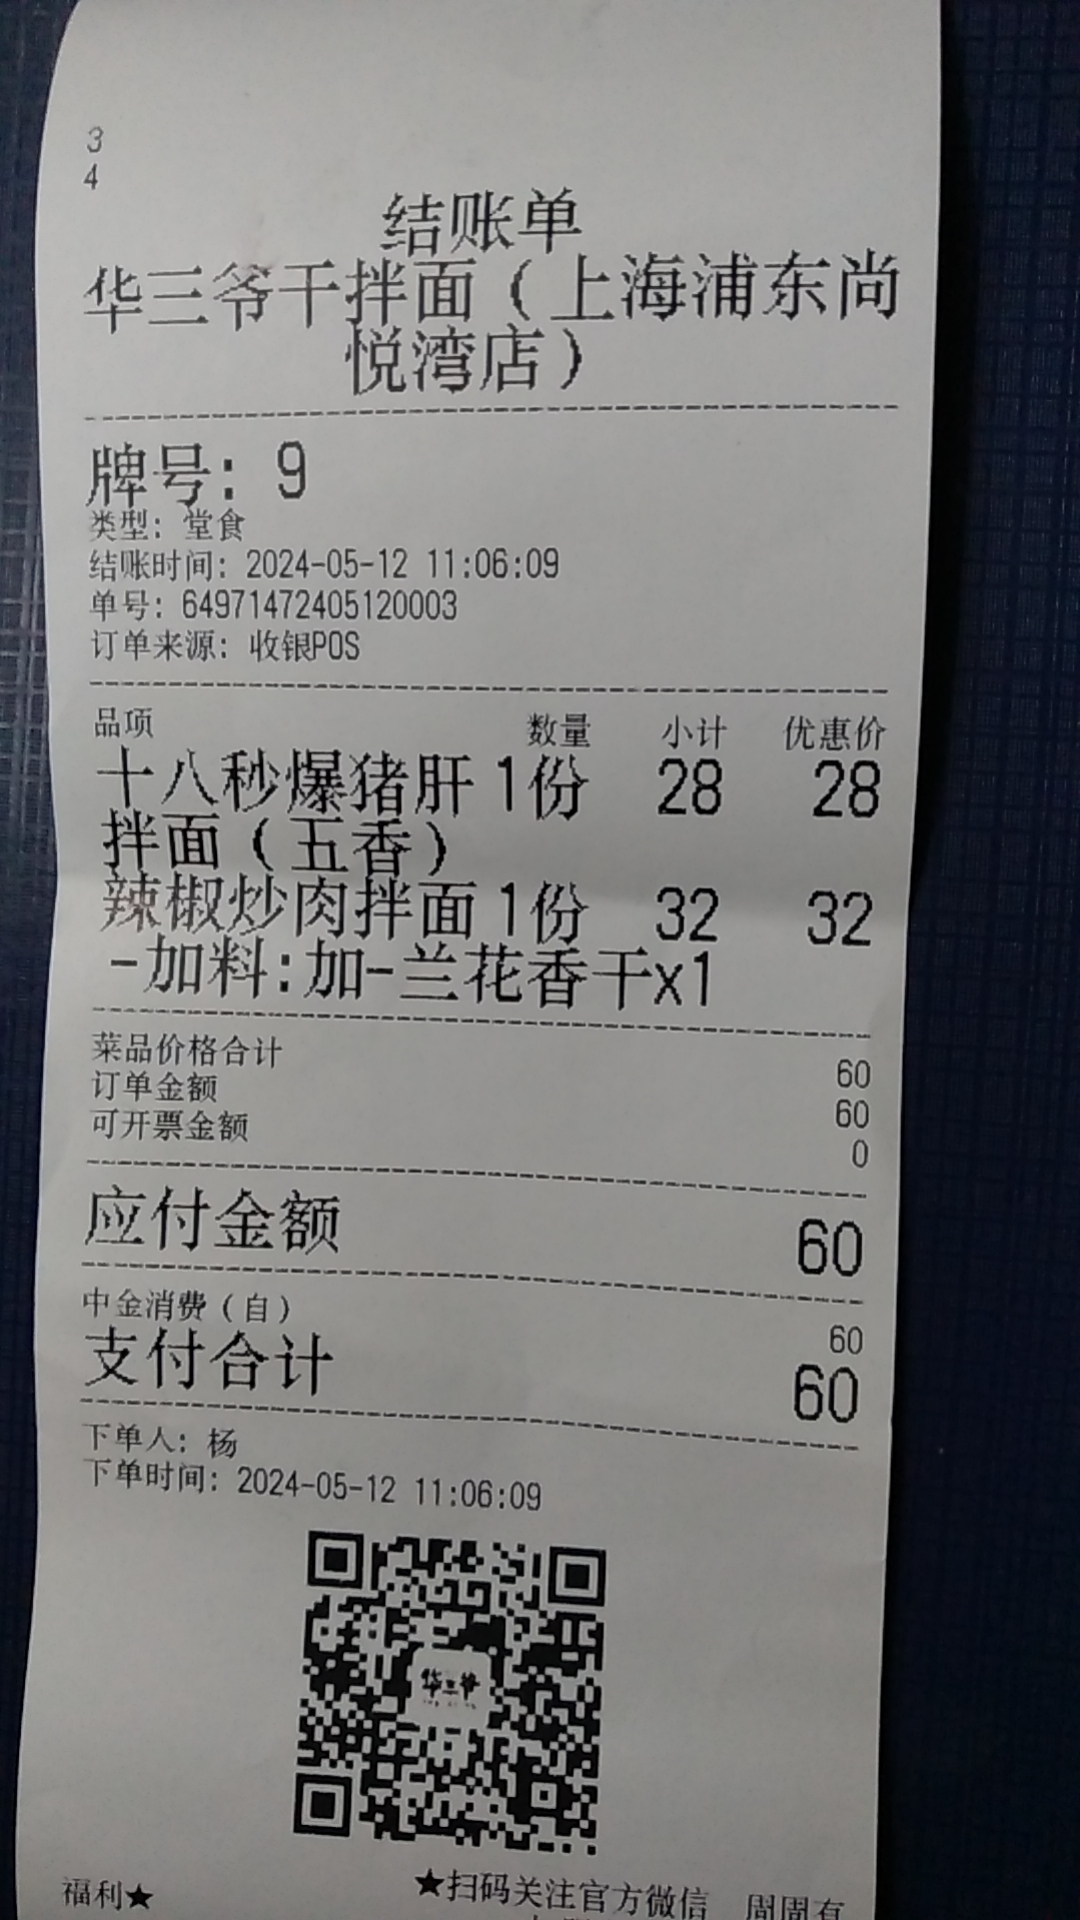 3
4
结账单
华三爷干拌面（上海浦东尚
悦湾店）
牌号: 9
类型: 堂食
结账时间: 2024-05-12 11:06:09
单号: 64971472405120003
订单来源: 收银POS
品项 数量 小计 优惠价
十八秒爆猪肝 1份 28 28
拌面（五香）
辣椒炒肉拌面 1份 32 32
-加料:加-兰花香干x1
菜品价格合计 60
订单金额 60
可开票金额 0
应付金额 60
中金消费（自） 60
支付合计 60
下单人: 杨
下单时间: 2024-05-12 11:06:09
华三爷
★扫码关注官方微信 周周有
福利★